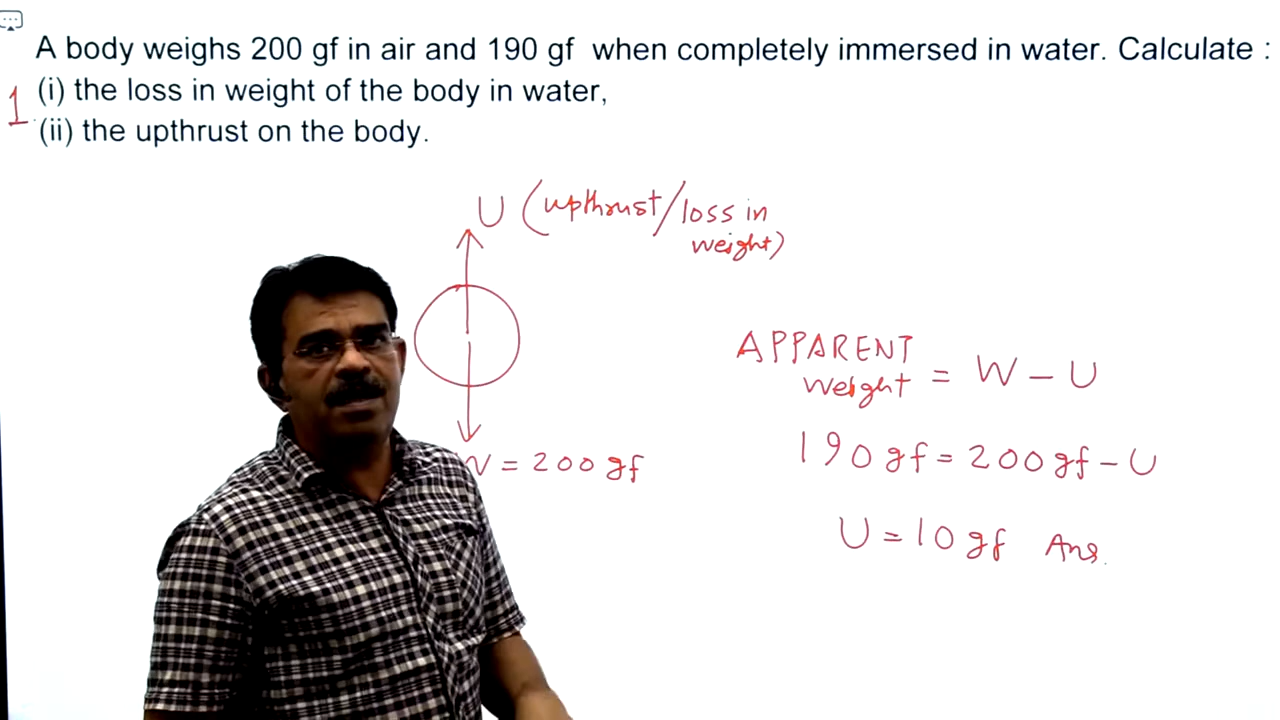 A body weighs 200 gf in air and 190 gf when completely immersed in water. Calculate :
1 (i) the loss in weight of the body in water,
(ii) the upthrust on the body.
U (upthrust/loss in
weight)
APPARENT
weight = W - U
W = 200 gf
190 gf = 200 gf - U
U = 10 gf Ans.